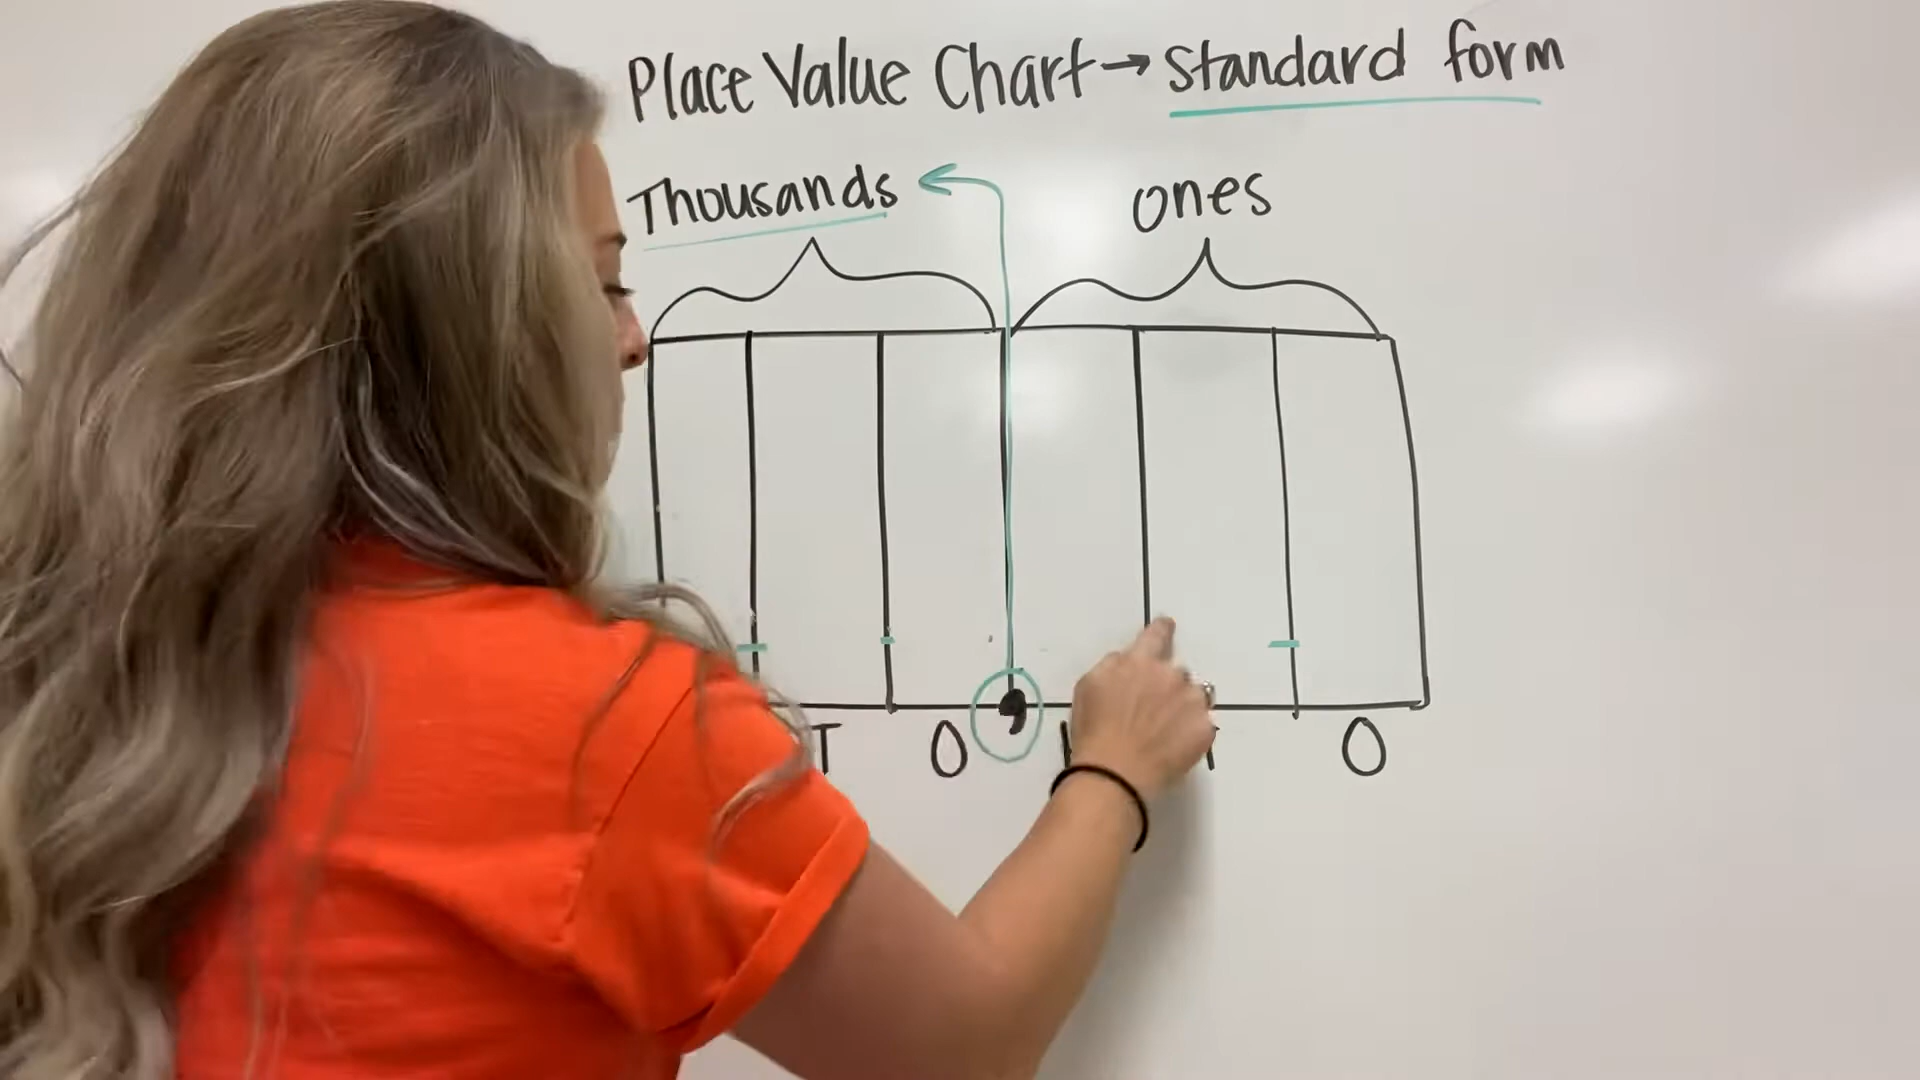 Place Value Chart → Standard form
Thousands ones
T O , T O